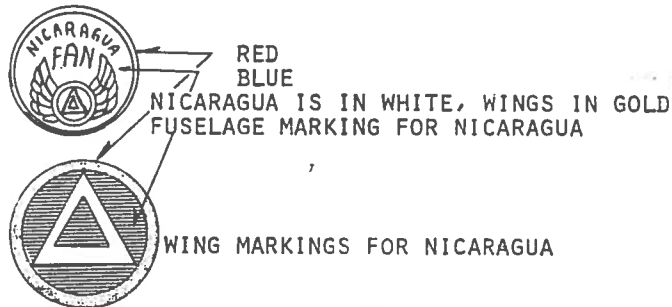 NICARAGUA
FAN
RED
BLUE
NICARAGUA IS IN WHITE, WINGS IN GOLD
FUSELAGE MARKING FOR NICARAGUA
,
WING MARKINGS FOR NICARAGUA